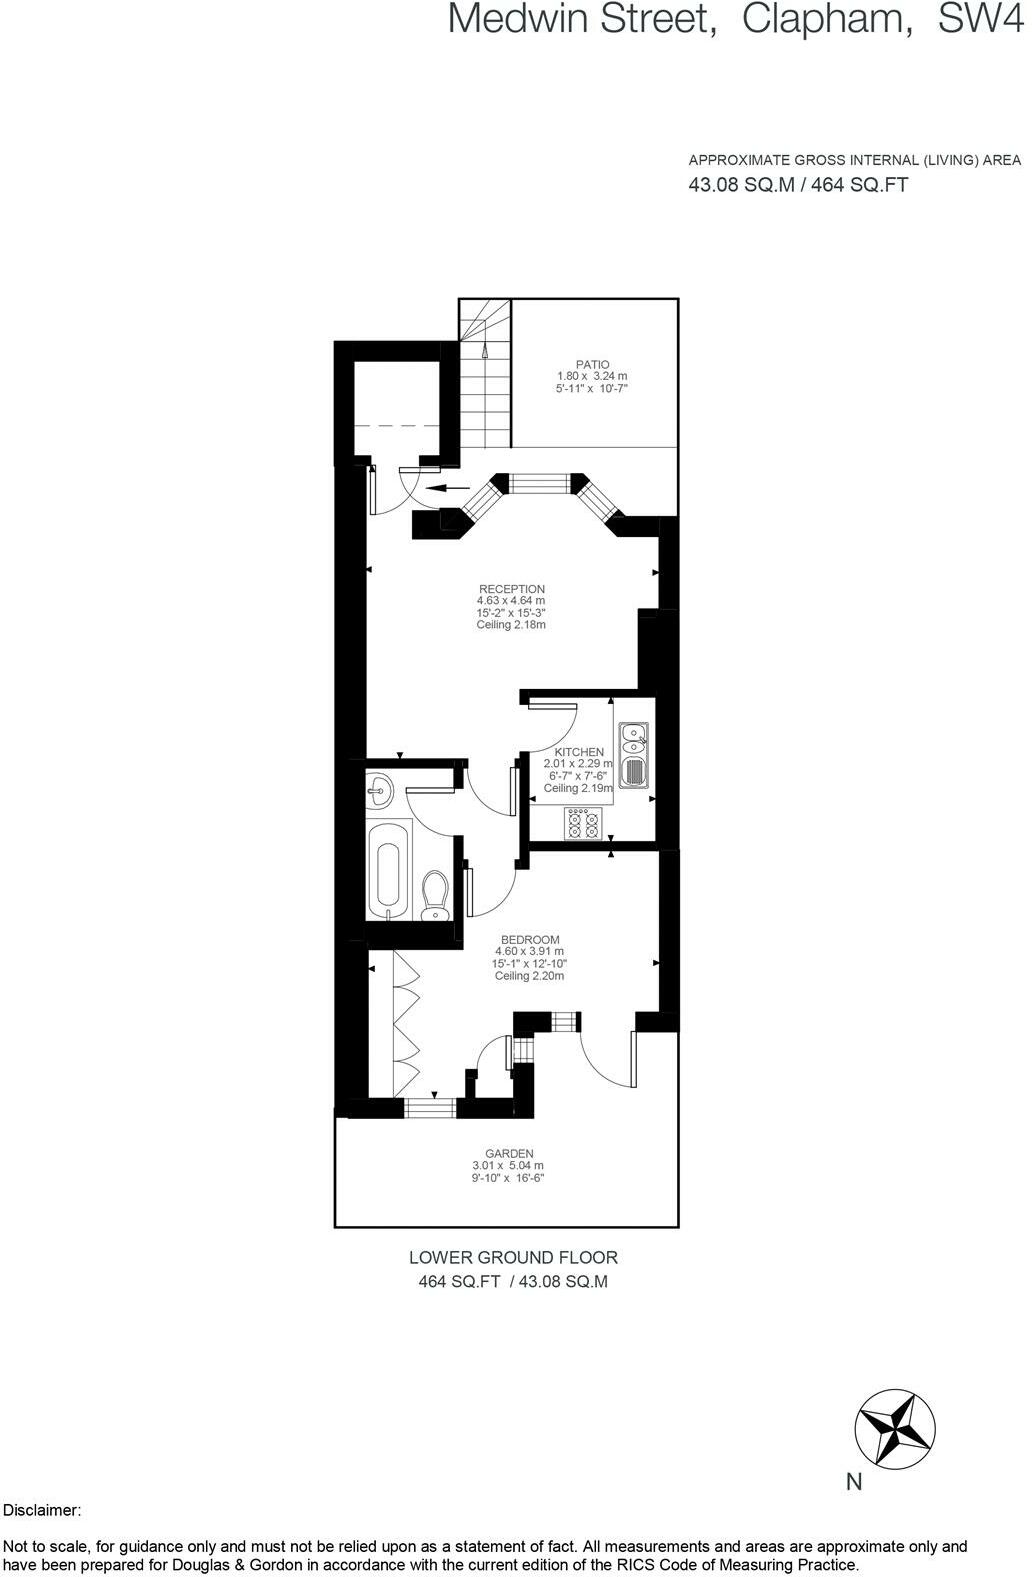 Medwin Street, Clapham, SW4
APPROXIMATE GROSS INTERNAL (LIVING) AREA
43.08 SQ.M / 464 SQ.FT
PATIO
1.80 x 3.24 m
5'-11" x 10'-7"
RECEPTION
4.63 x 4.64 m
15'-2" x 15'-3"
Ceiling 2.18m
KITCHEN
2.01 x 2.29 m
6'-7" x 7'-6"
Ceiling 2.19m
BEDROOM
4.60 x 3.91 m
15'-1" x 12'-10"
Ceiling 2.20m
GARDEN
3.01 x 5.04 m
9'-10" x 16'-6"
LOWER GROUND FLOOR
464 SQ.FT / 43.08 SQ.M
N
Disclaimer:
Not to scale, for guidance only and must not be relied upon as a statement of fact. All measurements and areas are approximate only and
have been prepared for Douglas & Gordon in accordance with the current edition of the RICS Code of Measuring Practice.